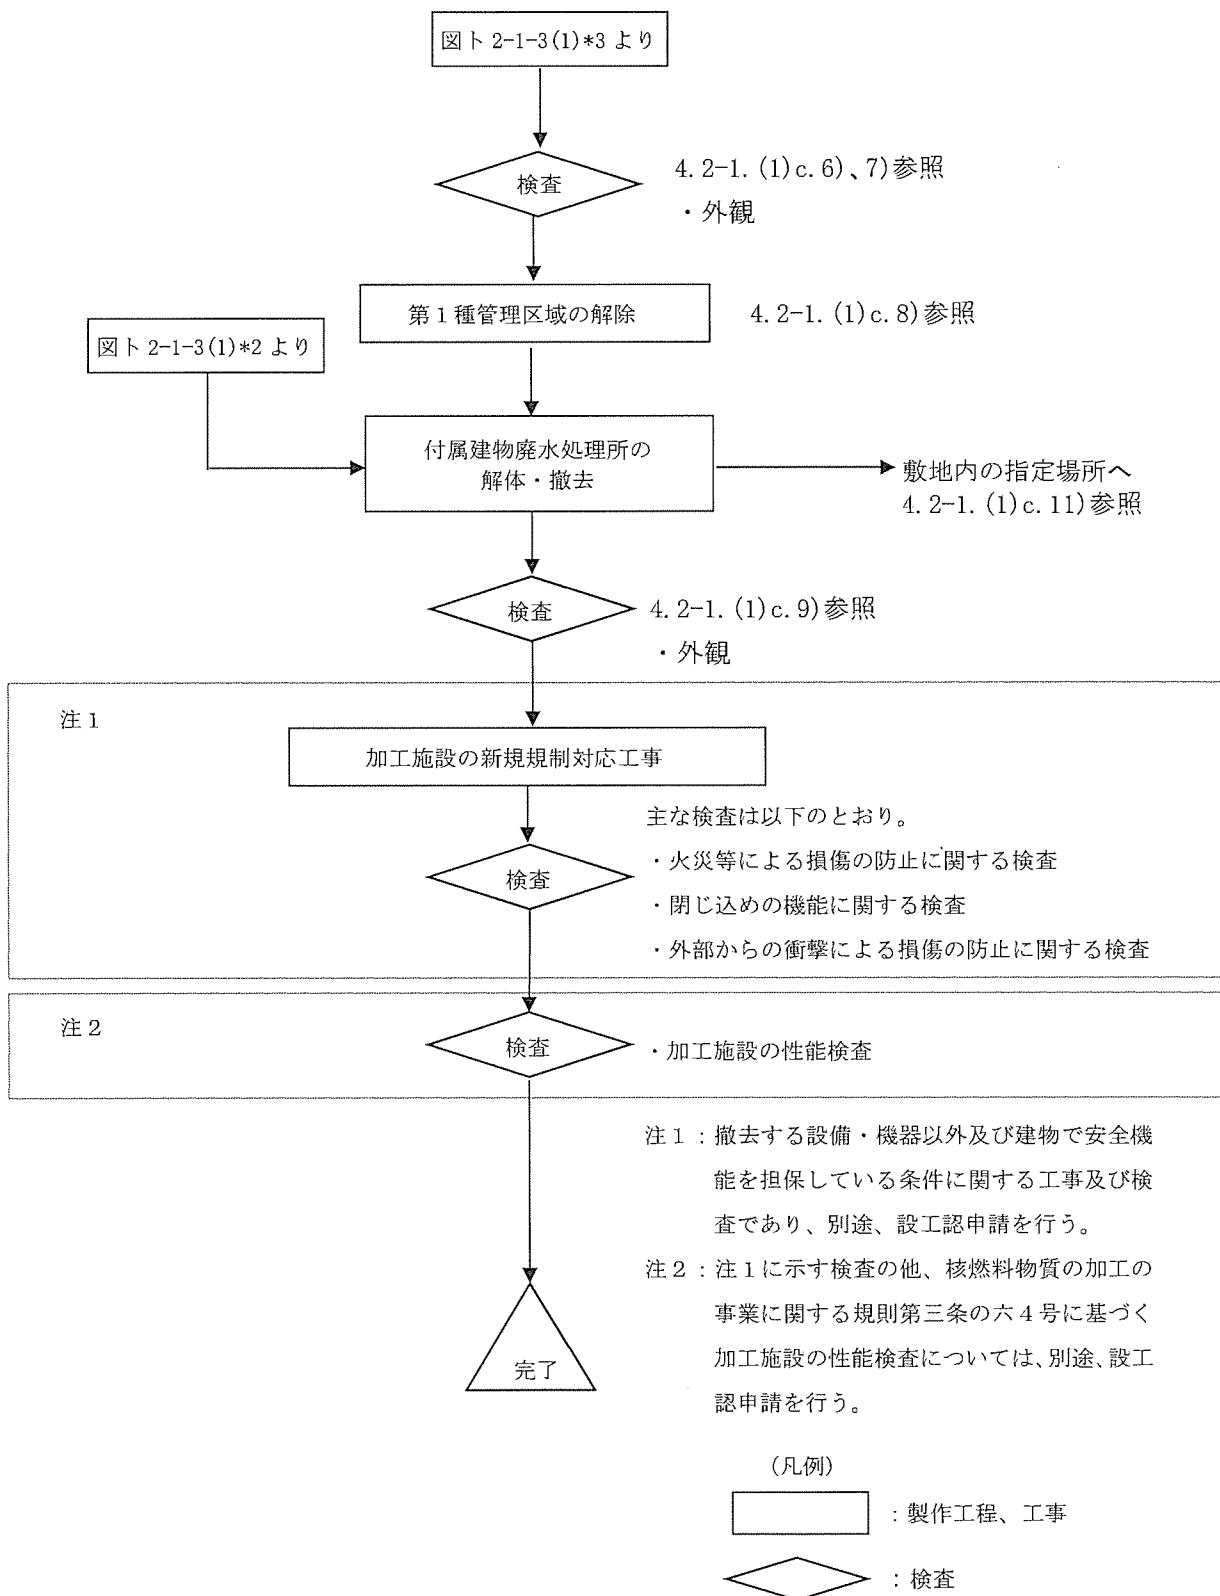 図ト 2-1-3(1)*3 より
検査
4.2-1.(1)c.6)、7)参照
・外観
第1種管理区域の解除
4.2-1.(1)c.8)参照
図ト 2-1-3(1)*2 より
付属建物廃水処理所の
解体・撤去
敷地内の指定場所へ
4.2-1.(1)c.11)参照
検査
4.2-1.(1)c.9)参照
・外観
注1
加工施設の新規規制対応工事
主な検査は以下のとおり。
検査
・火災等による損傷の防止に関する検査
・閉じ込めの機能に関する検査
・外部からの衝撃による損傷の防止に関する検査
注2
検査
・加工施設の性能検査
注1：撤去する設備・機器以外及び建物で安全機
能を担保している条件に関する工事及び検
査であり、別途、設工認申請を行う。
注2：注1に示す検査の他、核燃料物質の加工の
事業に関する規則第三条の六4号に基づく
加工施設の性能検査については、別途、設工
認申請を行う。
完了
(凡例)
：製作工程、工事
：検査